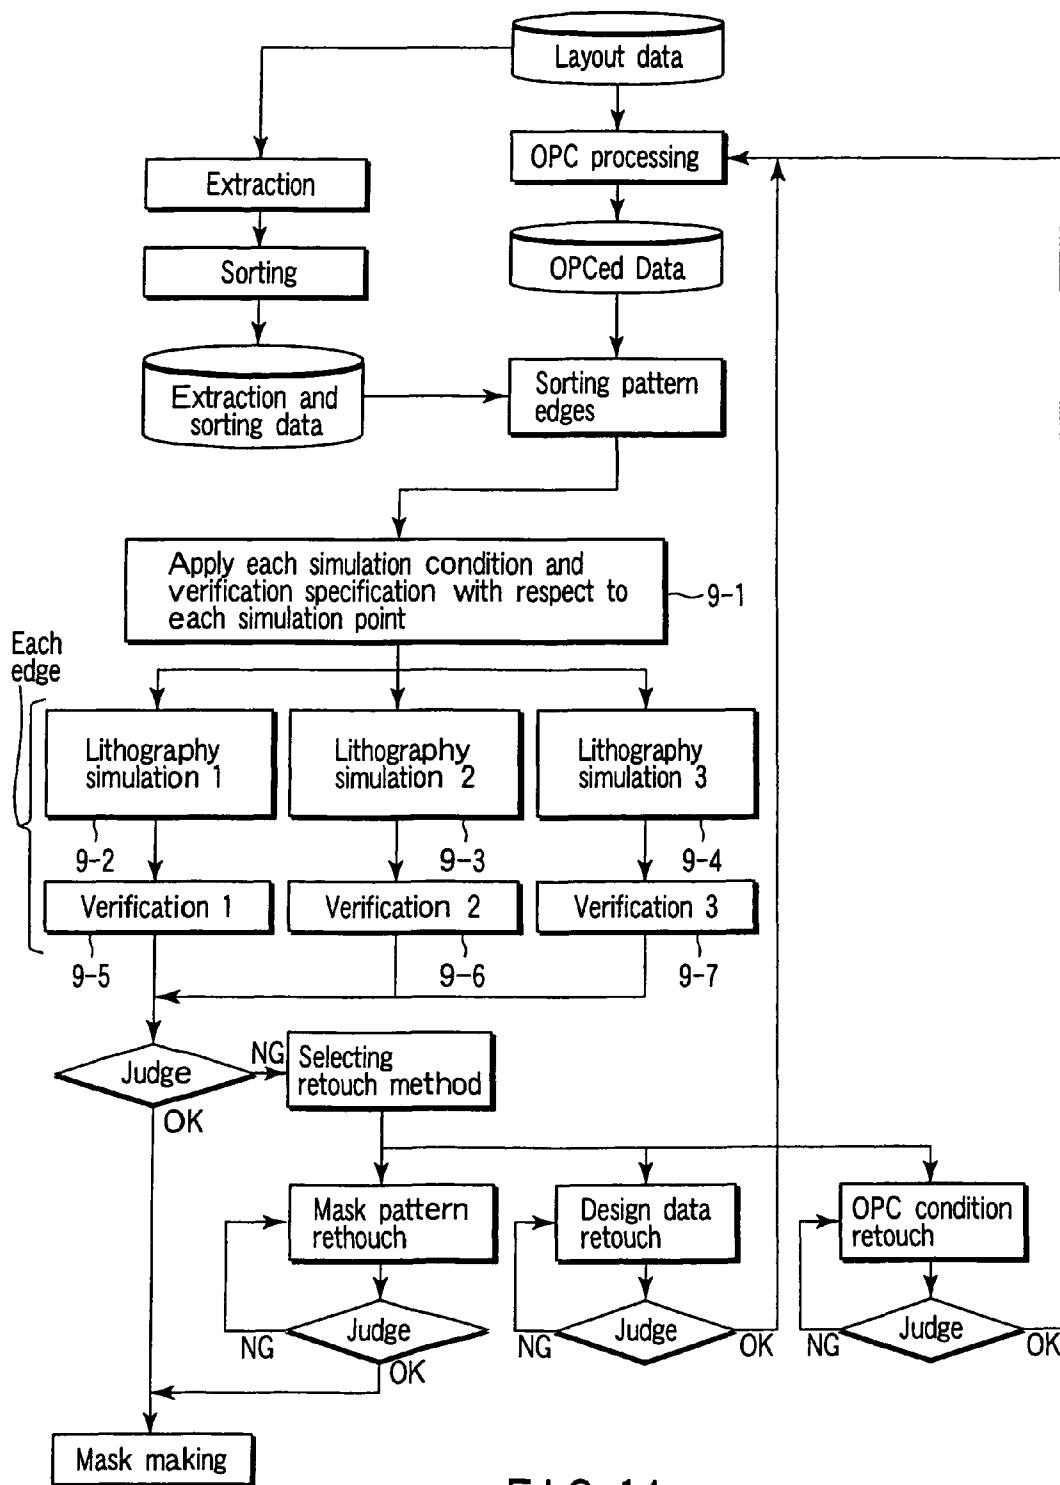 Layout data
OPC processing
Extraction
OPCed Data
Sorting
Extraction and
sorting data
Sorting pattern
edges
Apply each simulation condition and
verification specification with respect to
each simulation point
9-1
Each
edge
Lithography
simulation 1
Lithography
simulation 2
Lithography
simulation 3
9-2
9-3
9-4
Verification 1
Verification 2
Verification 3
9-5
9-6
9-7
Judge
NG
OK
Selecting
retouch method
Mask pattern
rethouch
Design data
retouch
OPC condition
retouch
Judge
NG
OK
Judge
NG
OK
Judge
NG
OK
Mask making